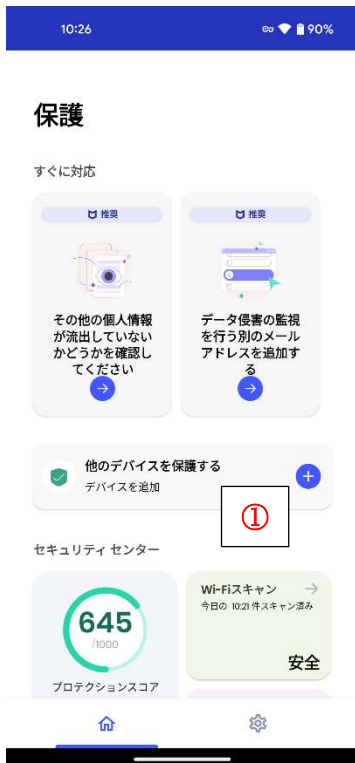 10:26
90%
保護
すぐに対応
推奨
その他の個人情報
が流出していない
かどうかを確認し
てください
推奨
データ侵害の監視
を行う別のメール
アドレスを追加す
る
他のデバイスを保護する
デバイスを追加
①
セキュリティ センター
645
/1000
プロテクションスコア
Wi-Fiスキャン
今日の 10:21 件スキャン済み
安全